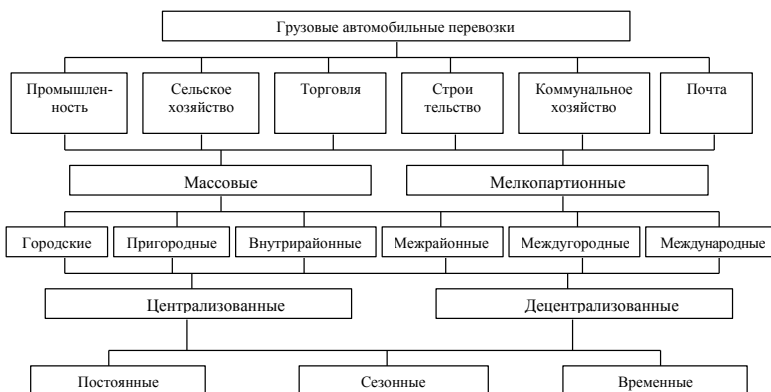 Грузовые автомобильные перевозки
Промышлен-
ность
Сельское
хозяйство
Торговля
Строи
тельство
Коммунальное
хозяйство
Почта
Массовые
Мелкопартионные
Городские
Пригородные
Внутрирайонные
Межрайонные
Междугородные
Международные
Централизованные
Децентрализованные
Постоянные
Сезонные
Временные